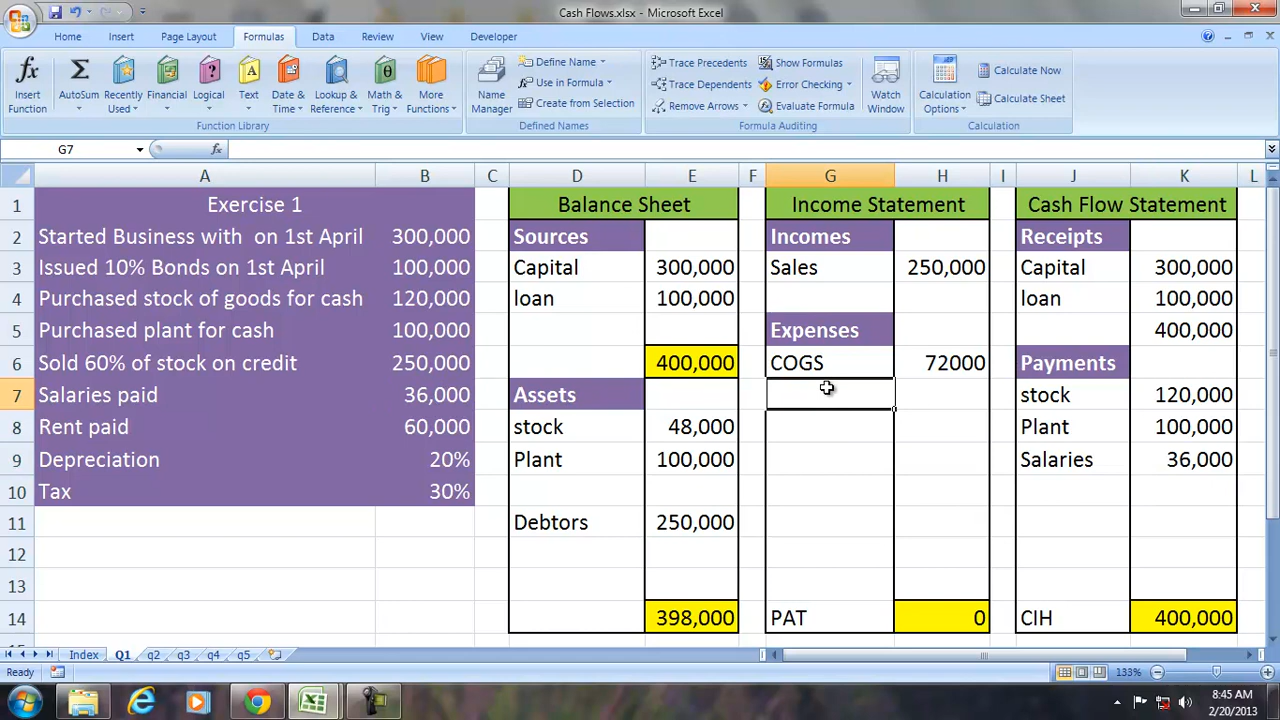 Cash Flows.xlsx - Microsoft Excel
Home Insert Page Layout Formulas Data Review View Developer
Insert Function
AutoSum
Recently Used
Financial
Logical
Text
Date & Time
Lookup & Reference
Math & Trig
More Functions
Function Library
Name Manager
Define Name
Use in Formula
Create from Selection
Defined Names
Trace Precedents
Trace Dependents
Remove Arrows
Show Formulas
Error Checking
Evaluate Formula
Formula Auditing
Watch Window
Calculation Options
Calculate Now
Calculate Sheet
Calculation
G7 fx
A B C D E F G H I J K L
1 Exercise 1 Balance Sheet Income Statement Cash Flow Statement
2 Started Business with on 1st April 300,000 Sources Incomes Receipts
3 Issued 10% Bonds on 1st April 100,000 Capital 300,000 Sales 250,000 Capital 300,000
4 Purchased stock of goods for cash 120,000 loan 100,000 loan 100,000
5 Purchased plant for cash 100,000 Expenses 400,000
6 Sold 60% of stock on credit 250,000 400,000 COGS 72000 Payments
7 Salaries paid 36,000 Assets stock 120,000
8 Rent paid 60,000 stock 48,000 Plant 100,000
9 Depreciation 20% Plant 100,000 Salaries 36,000
10 Tax 30%
11 Debtors 250,000
12
13
14 398,000 PAT 0 CIH 400,000
Index Q1 q2 q3 q4 q5
Ready 133%
8:45 AM
2/20/2013